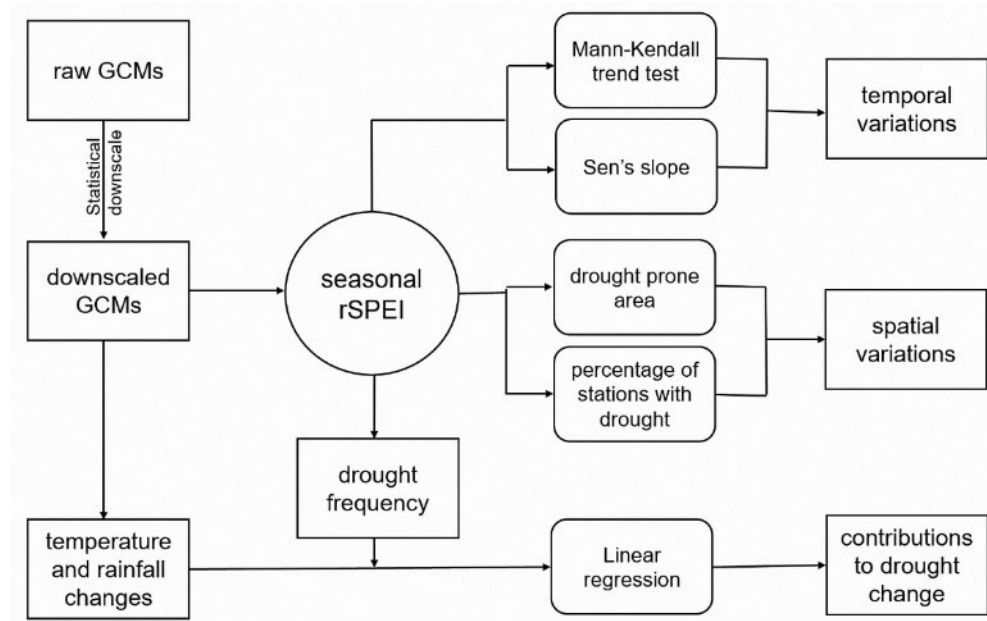 raw GCMs
Statistical
downscale
downscaled
GCMs
temperature
and rainfall
changes
seasonal
rSPEI
drought
frequency
Mann-Kendall
trend test
Sen's slope
temporal
variations
drought prone
area
percentage of
stations with
drought
spatial
variations
Linear
regression
contributions
to drought
change